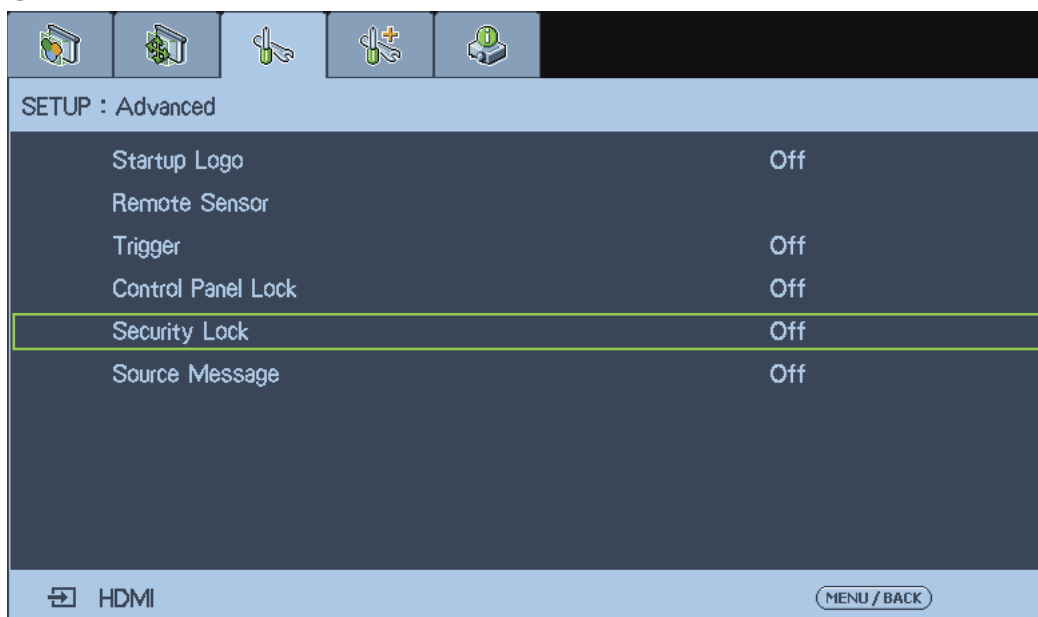 SETUP : Advanced
Startup Logo Off
Remote Sensor
Trigger Off
Control Panel Lock Off
Security Lock Off
Source Message Off
HDMI MENU / BACK